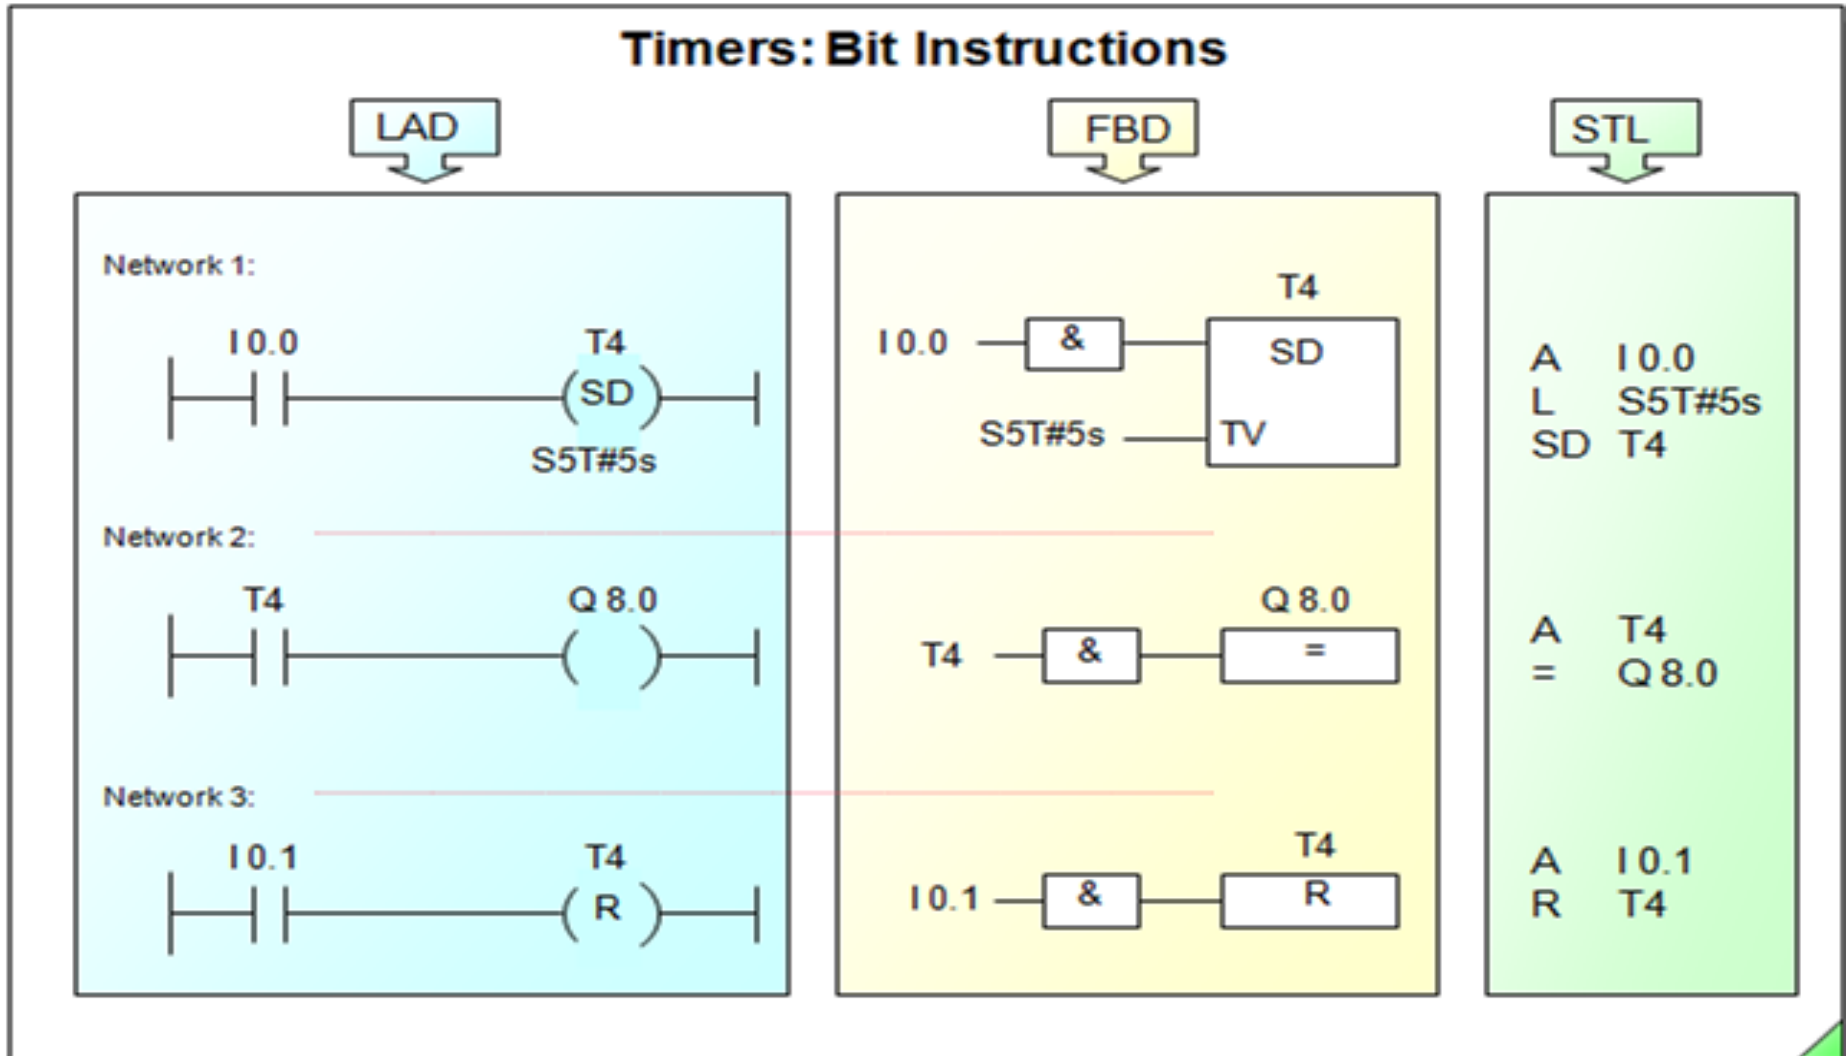 Timers: Bit Instructions
LAD
FBD
STL
Network 1:
I 0.0
T4
SD
S5T#5s
Network 2:
T4
Q 8.0
Network 3:
I 0.1
T4
R
T4
I 0.0
&
SD
S5T#5s
TV
Q 8.0
T4
&
=
T4
I 0.1
&
R
A I 0.0
L S5T#5s
SD T4
A T4
= Q 8.0
A I 0.1
R T4